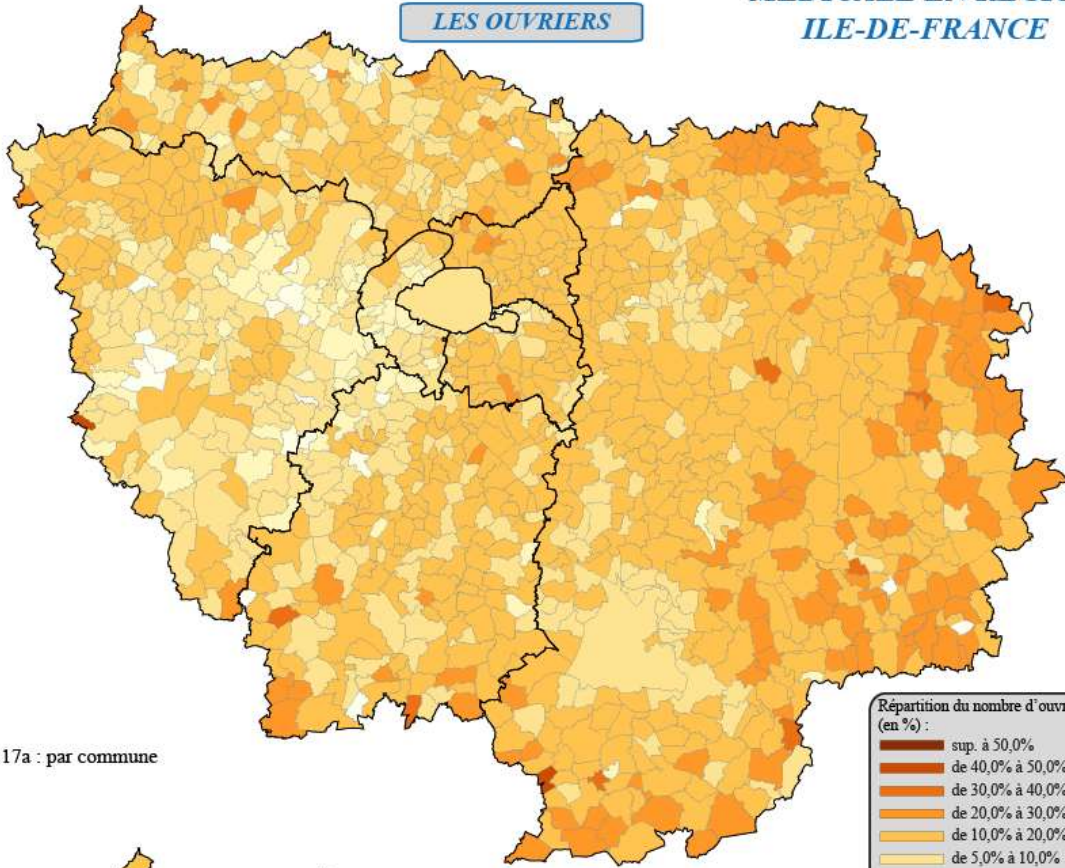 LES OUVRIERS
ILE-DE-FRANCE
17a : par commune
Répartition du nombre d'ouvri
(en %) :
sup. à 50,0%
de 40,0% à 50,0%
de 30,0% à 40,0%
de 20,0% à 30,0%
de 10,0% à 20,0%
de 5,0% à 10,0%